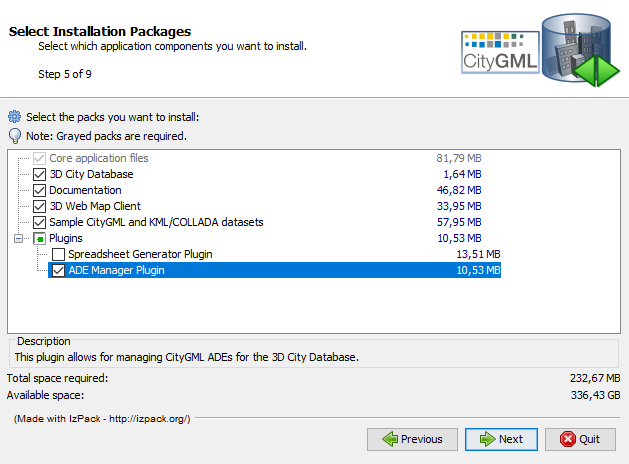 Select Installation Packages
Select which application components you want to install.
Step 5 of 9
CityGML
Select the packs you want to install:
Note: Grayed packs are required.
Core application files 81,79 MB
3D City Database 1,64 MB
Documentation 46,82 MB
3D Web Map Client 33,95 MB
Sample CityGML and KML/COLLADA datasets 57,95 MB
Plugins 10,53 MB
Spreadsheet Generator Plugin 13,51 MB
ADE Manager Plugin 10,53 MB
Description
This plugin allows for managing CityGML ADEs for the 3D City Database.
Total space required: 232,67 MB
Available space: 336,43 GB
(Made with IzPack - http://izpack.org/)
Previous Next Quit